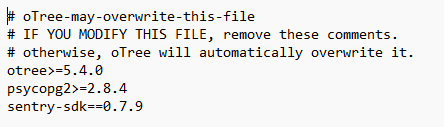 # oTree-may-overwrite-this-file
# IF YOU MODIFY THIS FILE, remove these comments.
# otherwise, oTree will automatically overwrite it.
otree>=5.4.0
psycopg2>=2.8.4
sentry-sdk==0.7.9